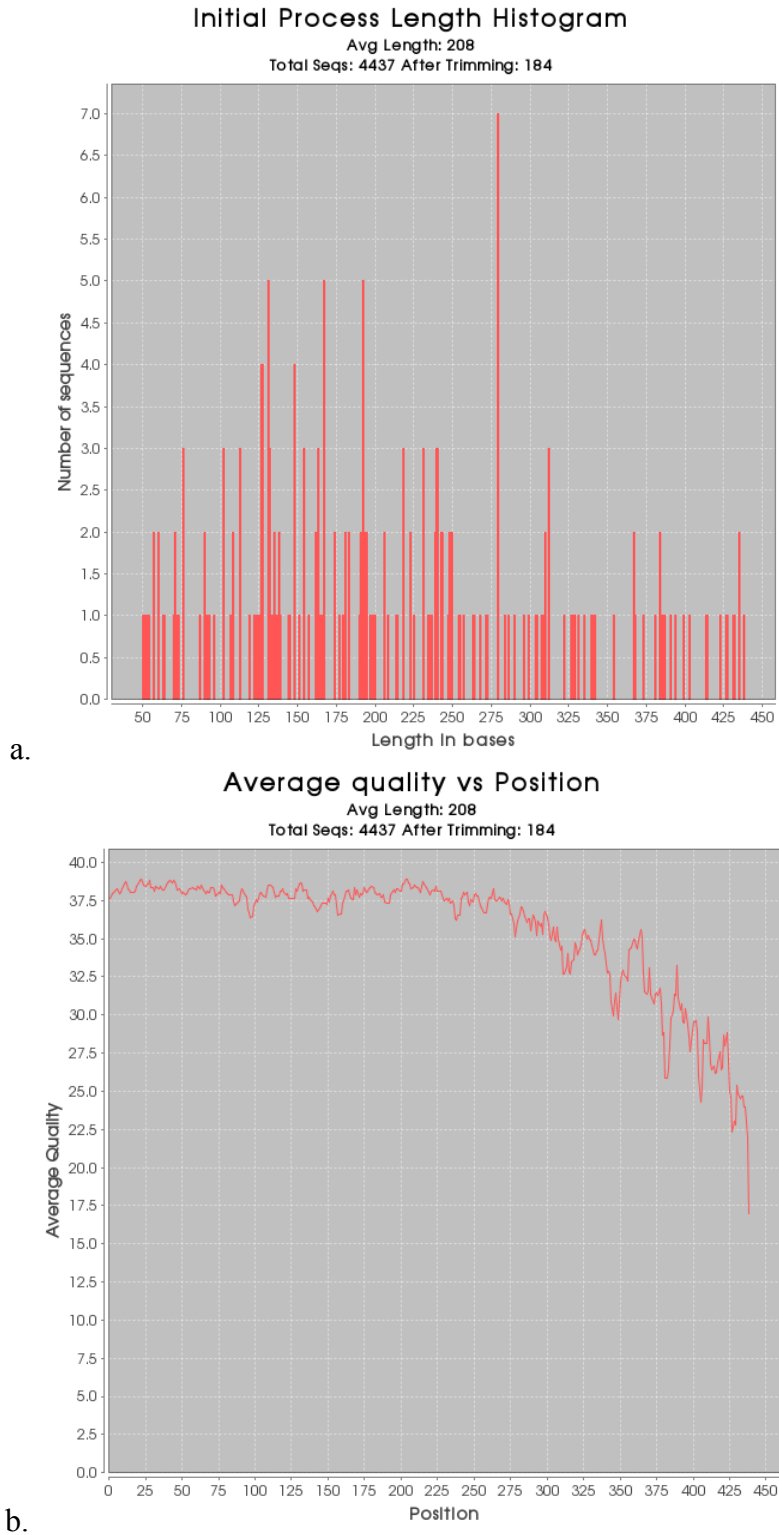 Initial Process Length Histogram
Avg Length: 208
Total Seqs: 4437 After Trimming: 184
7.0
6.5
6.0
5.5
5.0
4.5
4.0
3.5
3.0
2.5
2.0
1.5
1.0
0.5
0.0
Number of sequences
50 75 100 125 150 175 200 225 250 275 300 325 350 375 400 425 450
Length in bases
a.
Average quality vs Position
Avg Length: 208
Total Seqs: 4437 After Trimming: 184
40.0
37.5
35.0
32.5
30.0
27.5
25.0
22.5
20.0
17.5
15.0
12.5
10.0
7.5
5.0
2.5
0.0
Average Quality
0 25 50 75 100 125 150 175 200 225 250 275 300 325 350 375 400 425 450
Position
b.